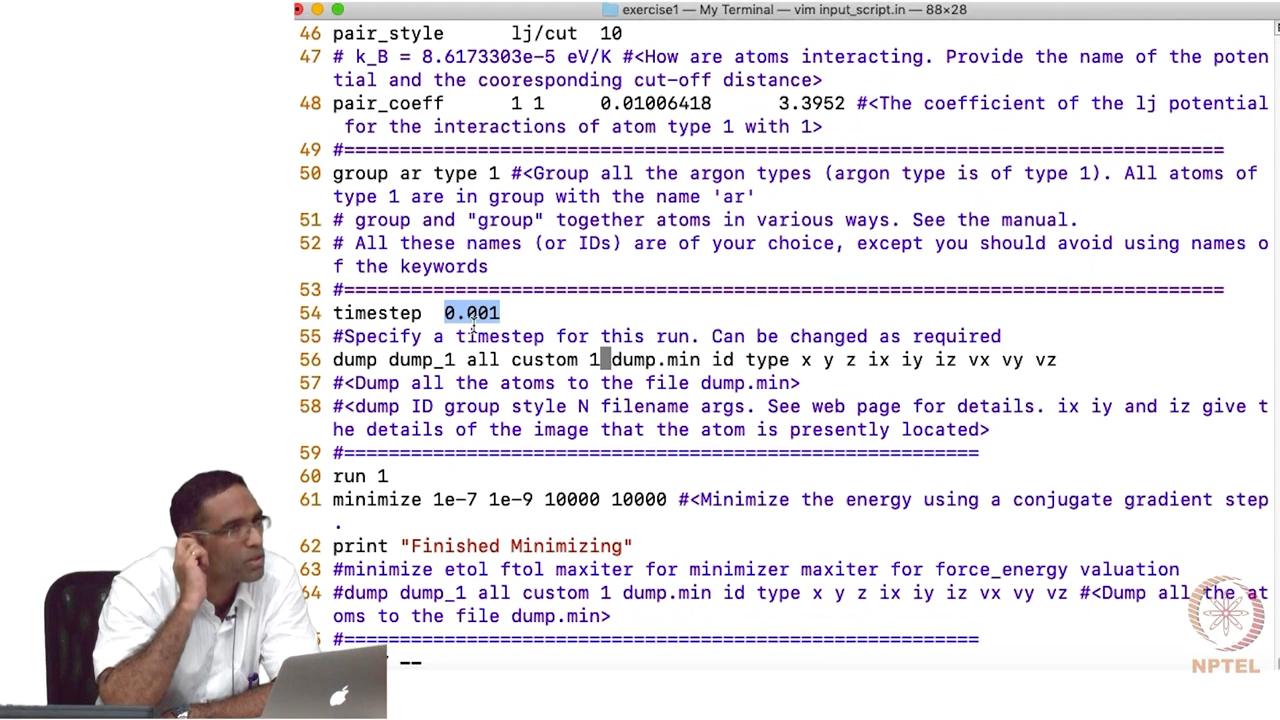 exercise1 — My Terminal — vim input_script.in — 88×28
46 pair_style lj/cut 10
47 # k_B = 8.6173303e-5 eV/K #<How are atoms interacting. Provide the name of the poten
tial and the cooresponding cut-off distance>
48 pair_coeff 1 1 0.01006418 3.3952 #<The coefficient of the lj potential
for the interactions of atom type 1 with 1>
49 #================================================================================
50 group ar type 1 #<Group all the argon types (argon type is of type 1). All atoms of
type 1 are in group with the name 'ar'
51 # group and "group" together atoms in various ways. See the manual.
52 # All these names (or IDs) are of your choice, except you should avoid using names o
f the keywords
53 #================================================================================
54 timestep 0.001
55 #Specify a timestep for this run. Can be changed as required
56 dump dump_1 all custom 1 dump.min id type x y z ix iy iz vx vy vz
57 #<Dump all the atoms to the file dump.min>
58 #<dump ID group style N filename args. See web page for details. ix iy and iz give t
he details of the image that the atom is presently located>
59 #==========================================================
60 run 1
61 minimize 1e-7 1e-9 10000 10000 #<Minimize the energy using a conjugate gradient step
.
62 print "Finished Minimizing"
63 #minimize etol ftol maxiter for minimizer maxiter for force_energy valuation
64 #dump dump_1 all custom 1 dump.min id type x y z ix iy iz vx vy vz #<Dump all the at
oms to the file dump.min>
#==========================================================
NPTEL